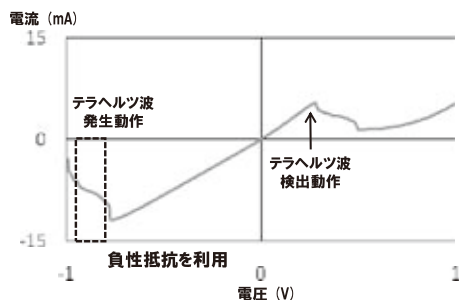 電流 (mA)
15
テラヘルツ波
発生動作
0
テラヘルツ波
検出動作
-15
負性抵抗を利用
-1
0
1
電圧 (V)